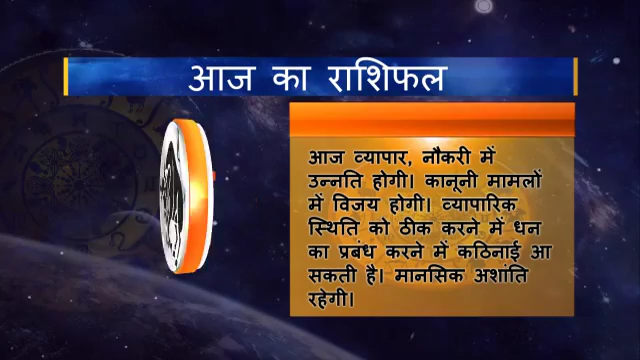 आज का राशिफल
आज व्यापार, नौकरी में
उन्नति होगी। कानूनी मामलों
में विजय होगी। व्यापारिक
स्थिति को ठीक करने में धन
का प्रबंध करने में कठिनाई आ
सकती है। मानसिक अशांति
रहेगी।